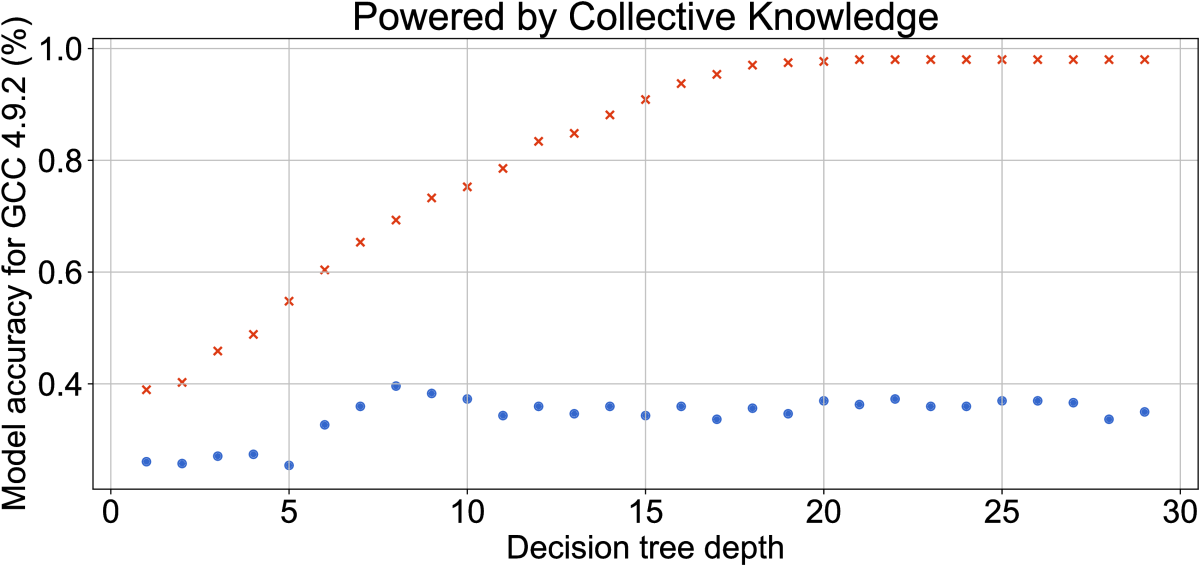 Powered by Collective Knowledge
Model accuracy for GCC 4.9.2 (%)
1.0
0.8
0.6
0.4
0 5 10 15 20 25 30
Decision tree depth